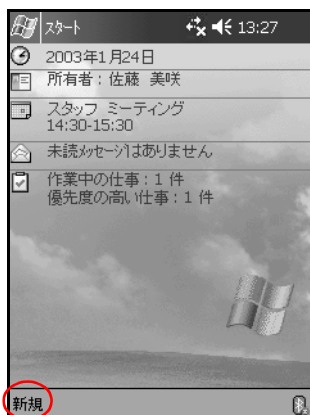 スタート 13:27
2003年1月24日
所有者：佐藤 美咲
スタッフ ミーティング
14:30-15:30
未読メッセージはありません
作業中の仕事：1 件
優先度の高い仕事：1 件
新規